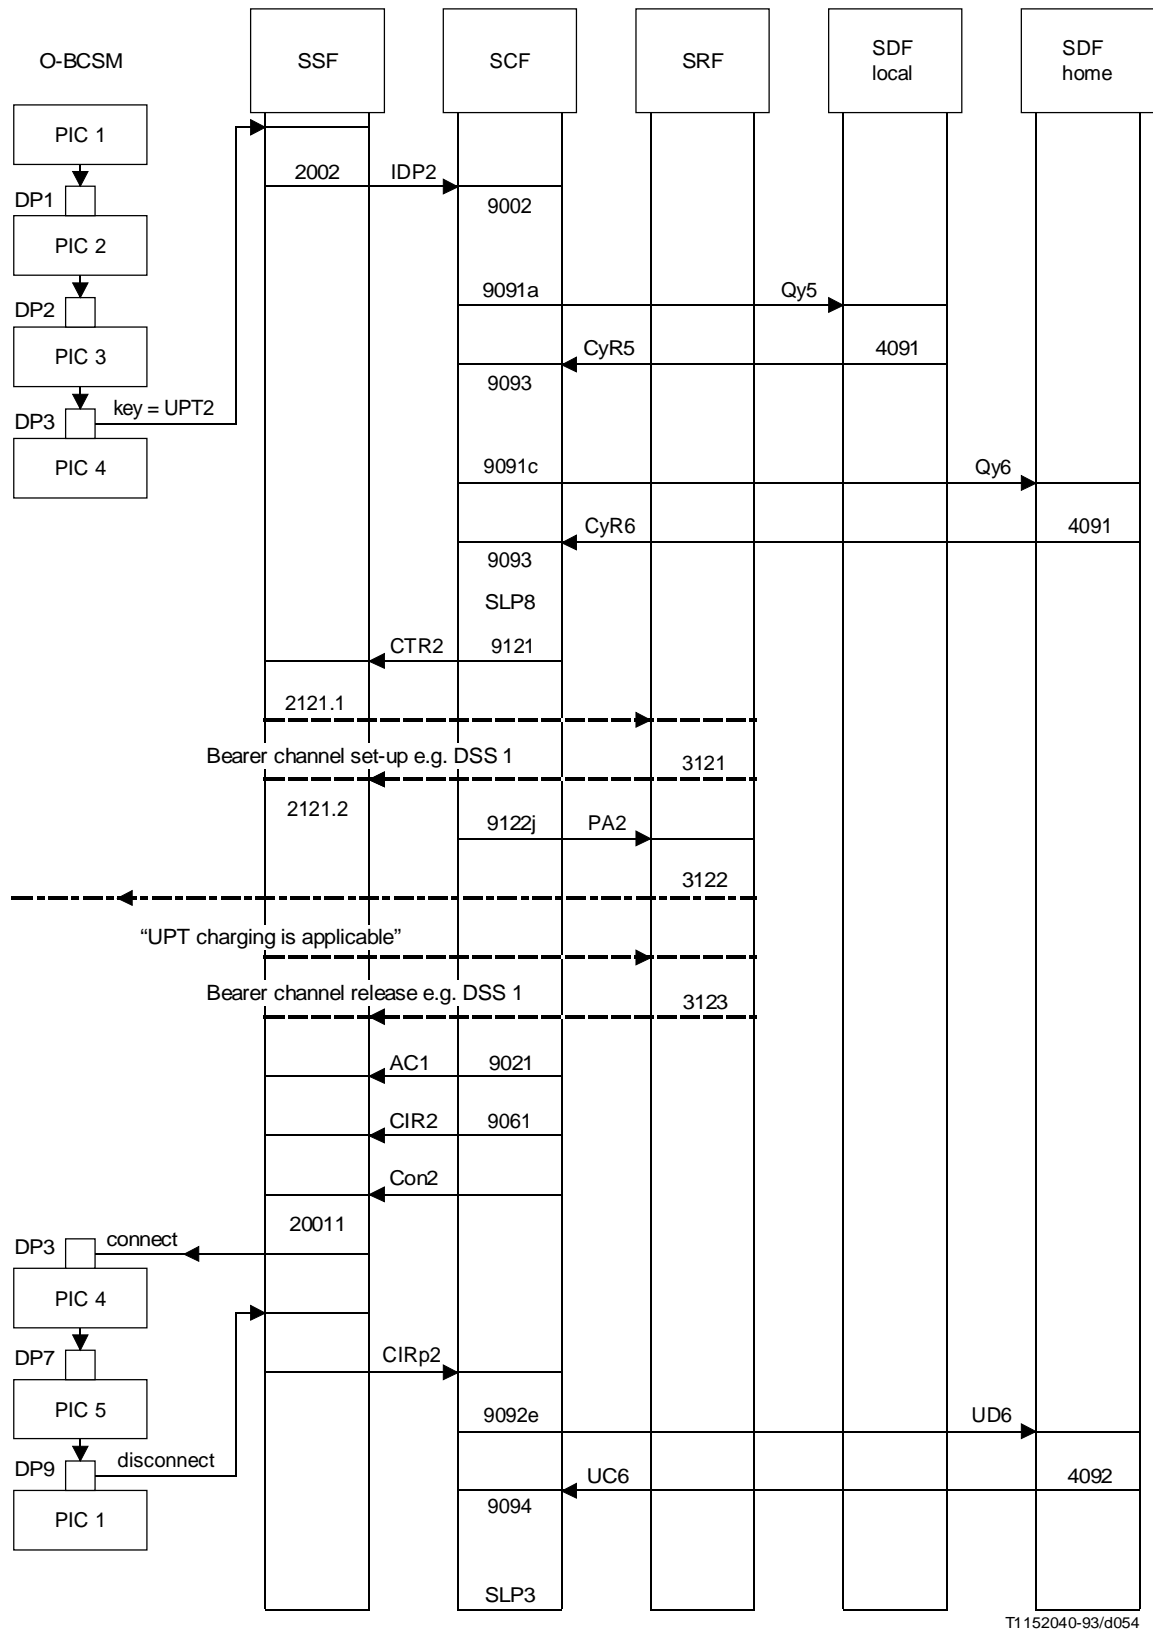 O-BCSM
SSF
SCF
SRF
SDF
local
SDF
home
PIC 1
2002
IDP2
DP1
9002
PIC 2
9091a
Qy5
DP2
PIC 3
CyR5
4091
9093
DP3
key = UPT2
PIC 4
9091c
Qy6
CyR6
4091
9093
SLP8
CTR2
9121
2121.1
Bearer channel set-up e.g. DSS 1
3121
2121.2
9122j
PA2
3122
“UPT charging is applicable”
Bearer channel release e.g. DSS 1
3123
AC1
9021
CIR2
9061
Con2
20011
DP3
connect
PIC 4
CIRp2
DP7
PIC 5
9092e
UD6
DP9
disconnect
UC6
4092
9094
PIC 1
SLP3
T1152040-93/d054